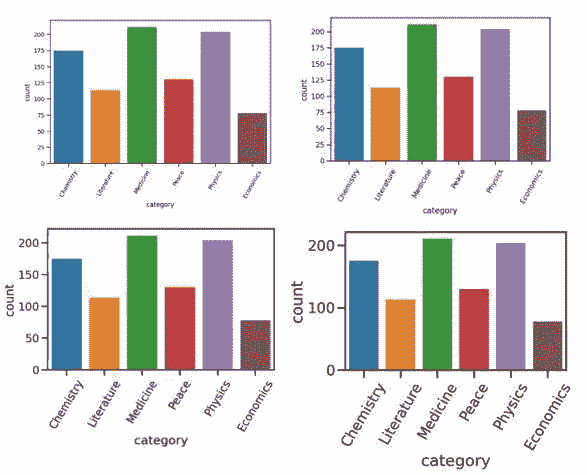 200
175
150
125
100
75
50
25
0
count
Chemistry
Literature
Medicine
Peace
Physics
Economics
category
200
175
150
125
100
75
50
25
0
count
Chemistry
Literature
Medicine
Peace
Physics
Economics
category
200
150
100
50
0
count
Chemistry
Literature
Medicine
Peace
Physics
Economics
category
200
100
0
count
Chemistry
Literature
Medicine
Peace
Physics
Economics
category